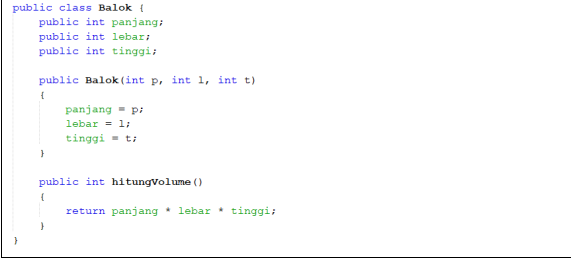 public class Balok {
    public int panjang;
    public int lebar;
    public int tinggi;

    public Balok(int p, int l, int t)
    {
        panjang = p;
        lebar = l;
        tinggi = t;
    }

    public int hitungVolume()
    {
        return panjang * lebar * tinggi;
    }
}